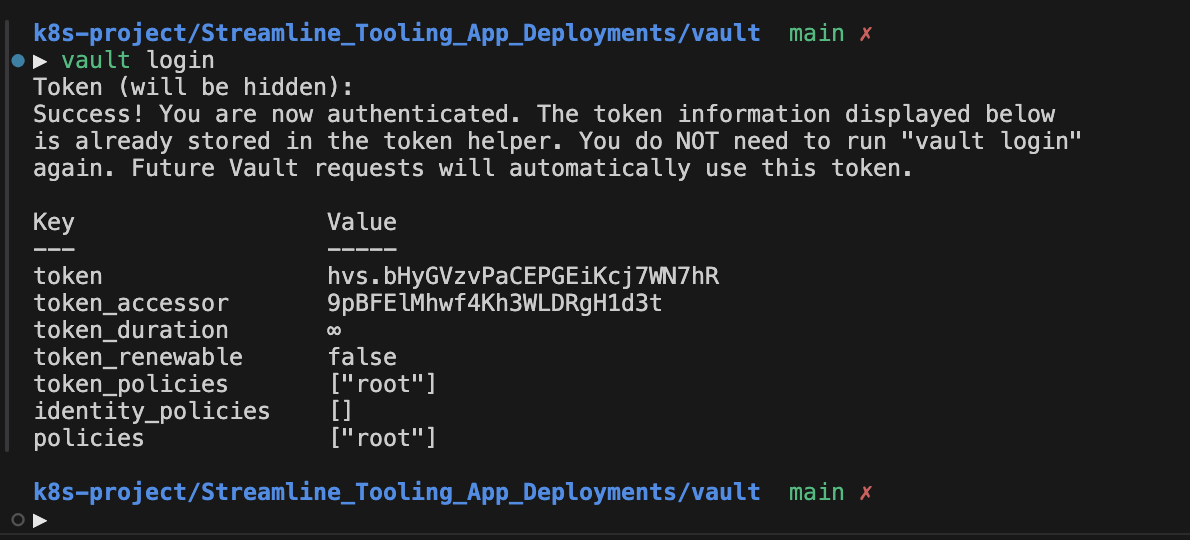 k8s-project/Streamline_Tooling_App_Deployments/vault main ✗
▶ vault login
Token (will be hidden):
Success! You are now authenticated. The token information displayed below
is already stored in the token helper. You do NOT need to run "vault login"
again. Future Vault requests will automatically use this token.
Key Value
--- -----
token hvs.bHyGVzvPaCEPGEiKcj7WN7hR
token_accessor 9pBFElMhwf4Kh3WLDRgH1d3t
token_duration ∞
token_renewable false
token_policies ["root"]
identity_policies []
policies ["root"]
k8s-project/Streamline_Tooling_App_Deployments/vault main ✗
▶